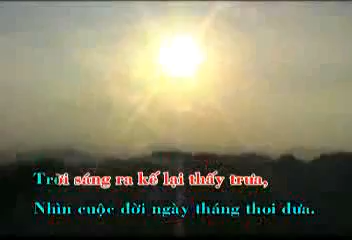 Trời sáng ra kế lại thấy trưa,
Nhìn cuộc đời ngày tháng thoi đưa.